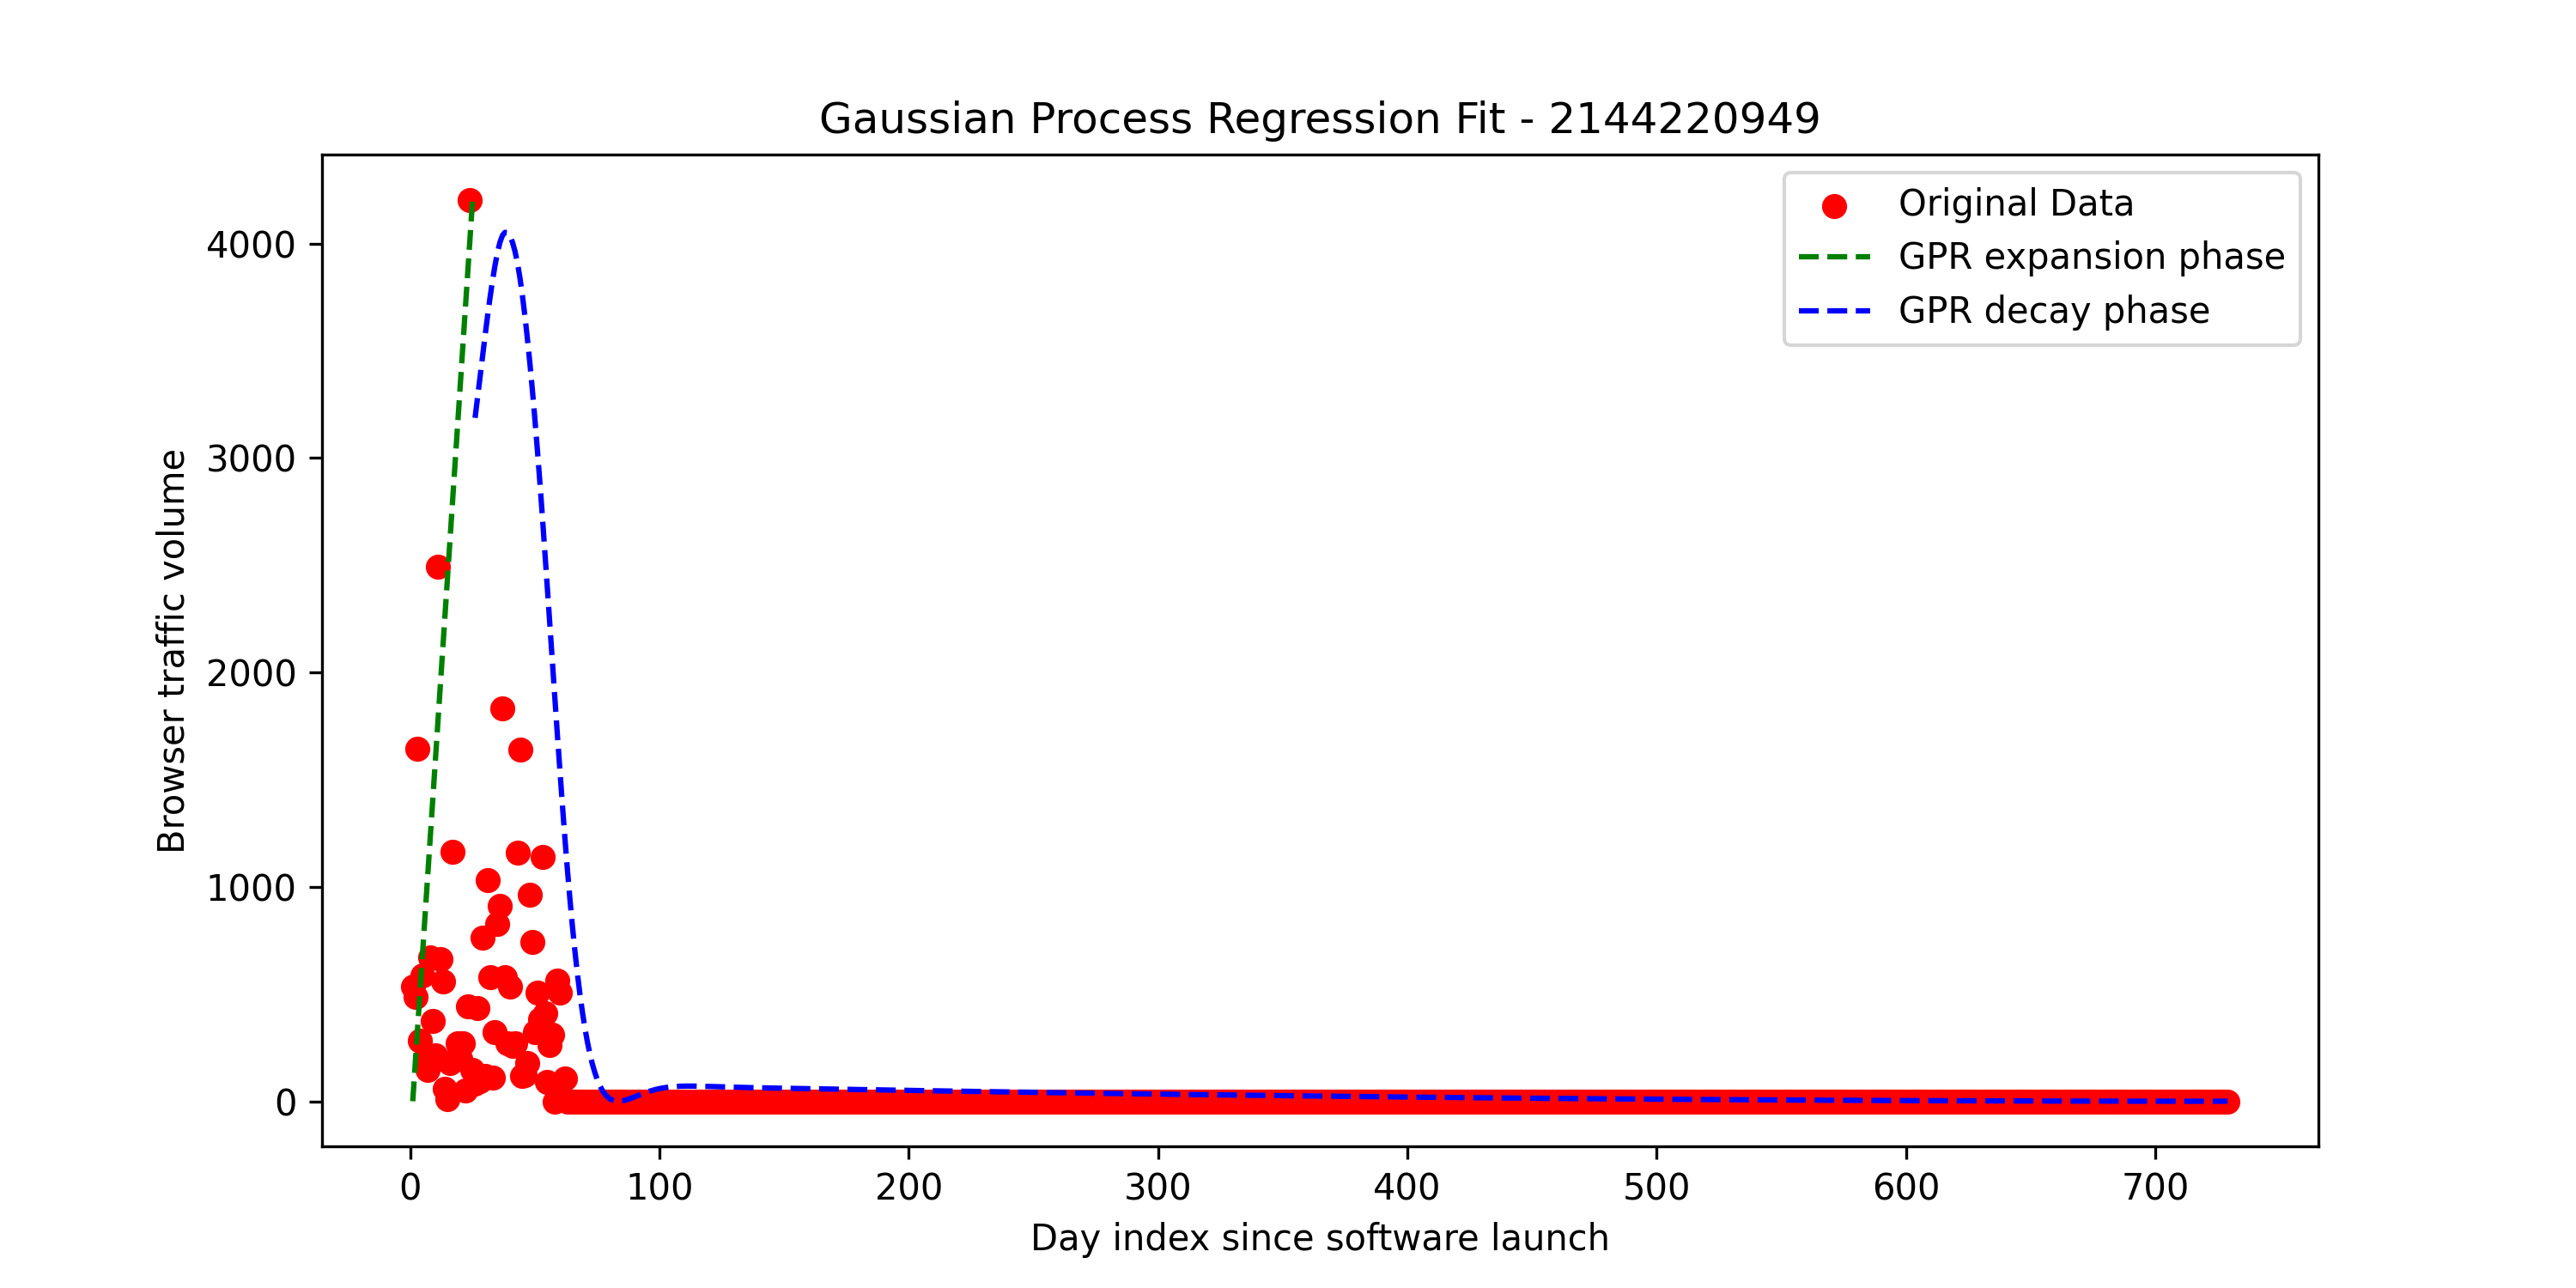 Gaussian Process Regression Fit - 2144220949
Original Data
GPR expansion phase
GPR decay phase
Browser traffic volume
4000
3000
2000
1000
0
0 100 200 300 400 500 600 700
Day index since software launch